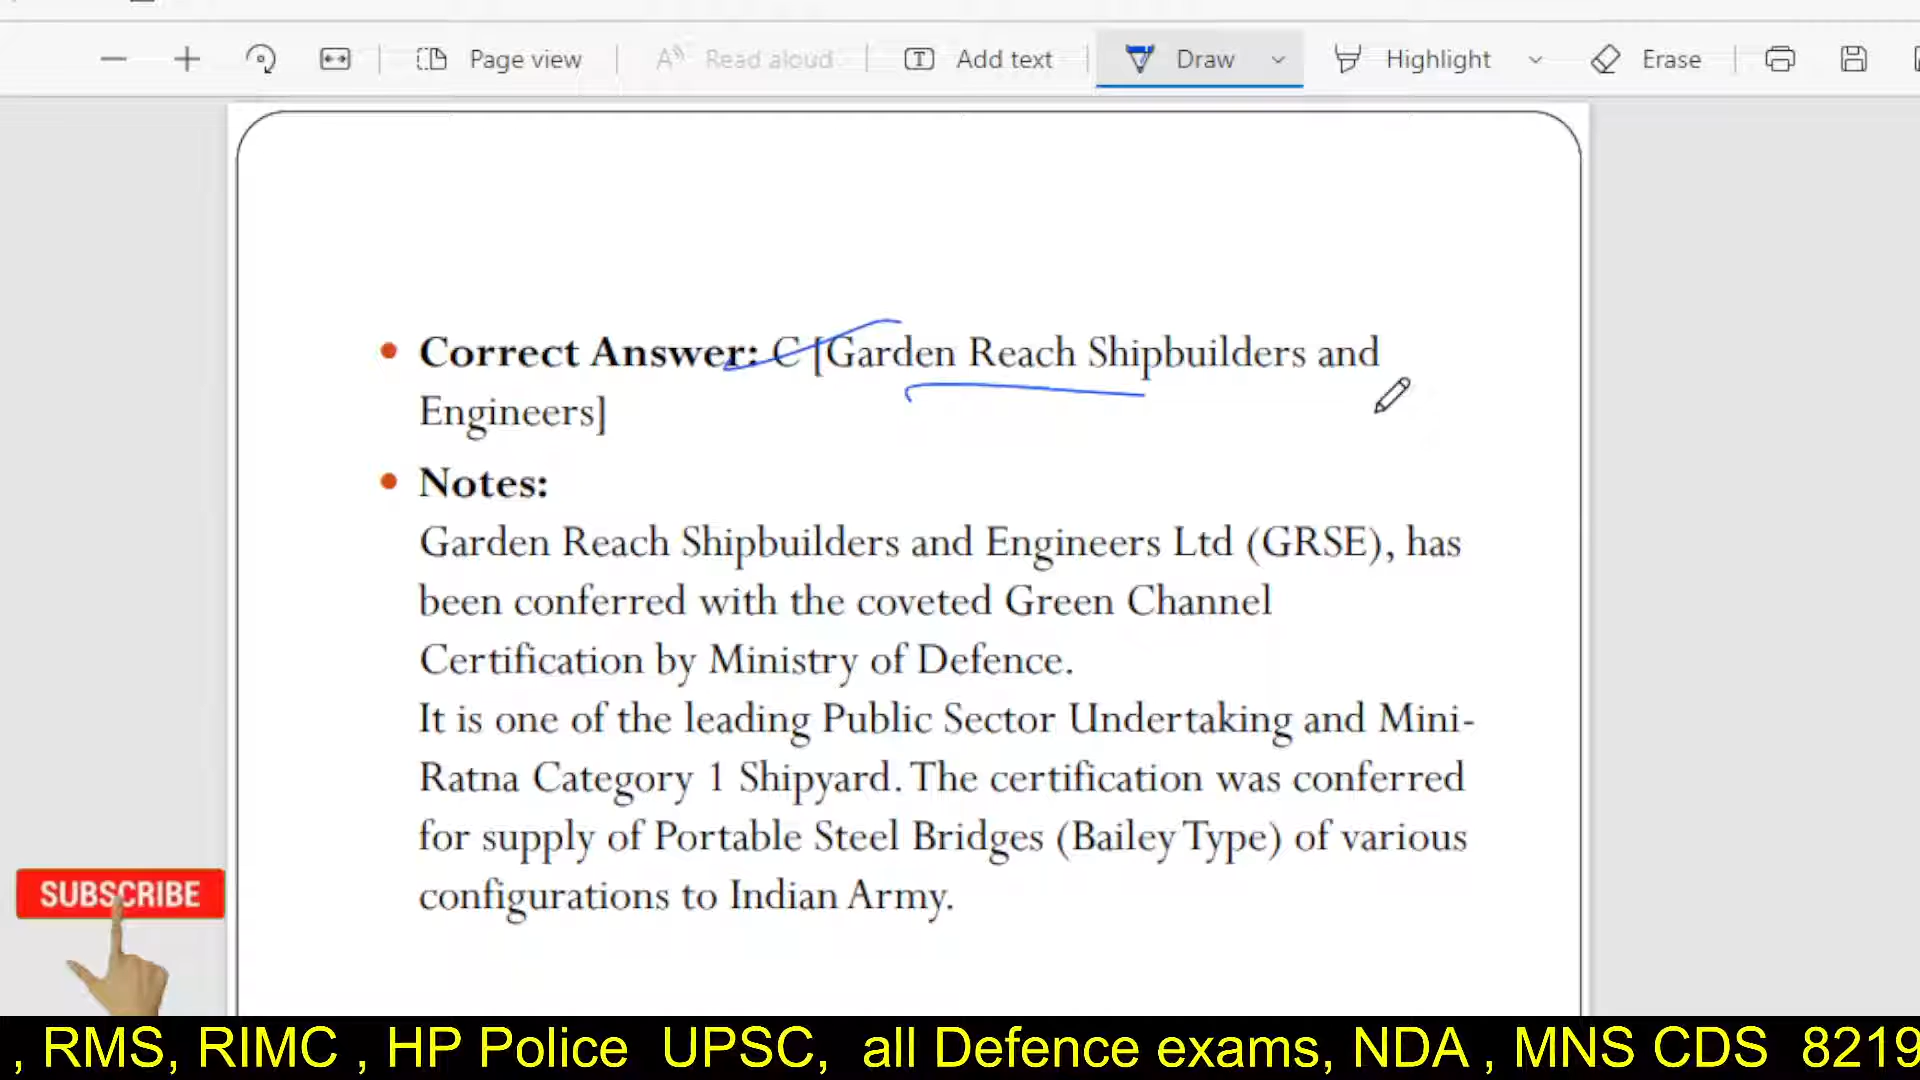 Page view
Read aloud
Add text
Draw
Highlight
Erase
Correct Answer: C [Garden Reach Shipbuilders and
Engineers]
Notes:
Garden Reach Shipbuilders and Engineers Ltd (GRSE), has
been conferred with the coveted Green Channel
Certification by Ministry of Defence.
It is one of the leading Public Sector Undertaking and Mini-
Ratna Category 1 Shipyard. The certification was conferred
for supply of Portable Steel Bridges (Bailey Type) of various
configurations to Indian Army.
SUBSCRIBE
, RMS, RIMC , HP Police UPSC, all Defence exams, NDA , MNS CDS 8219